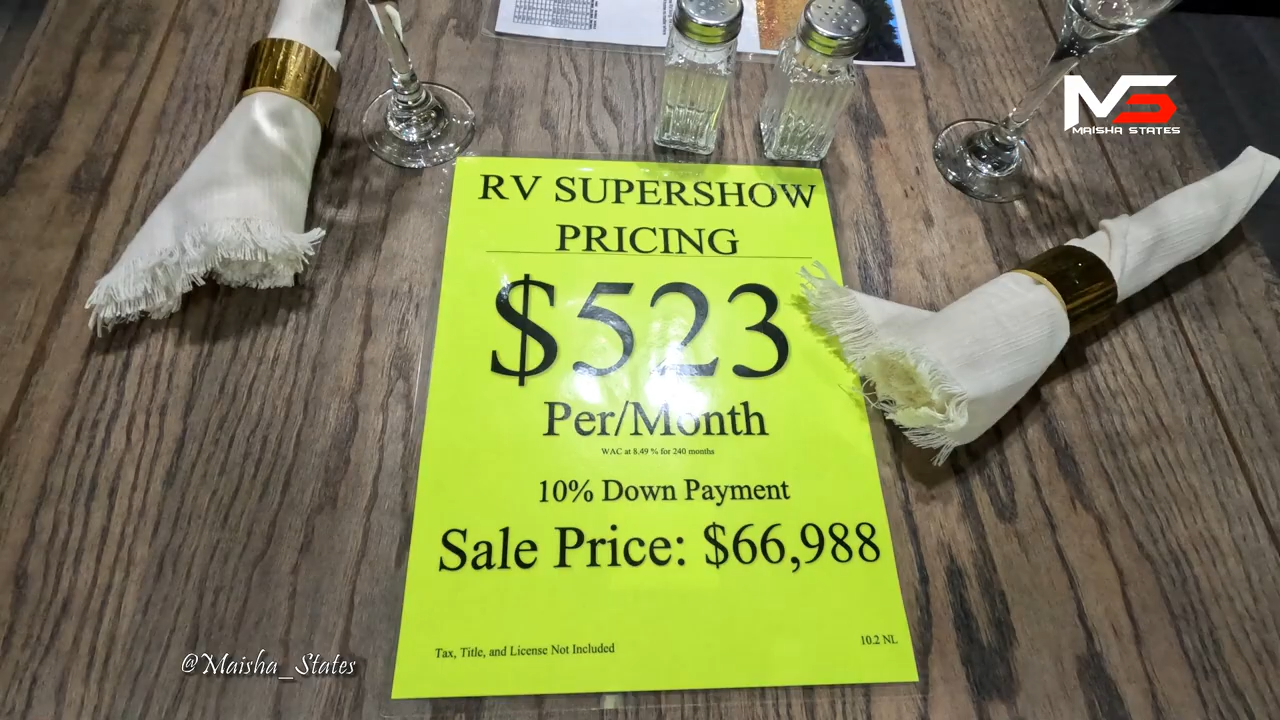 MS
MAISHA STATES
RV SUPERSHOW
PRICING
$523
Per/Month
WAC at 8.49 % for 240 months
10% Down Payment
Sale Price: $66,988
Tax, Title, and License Not Included
10.2 NL
@Maisha_States